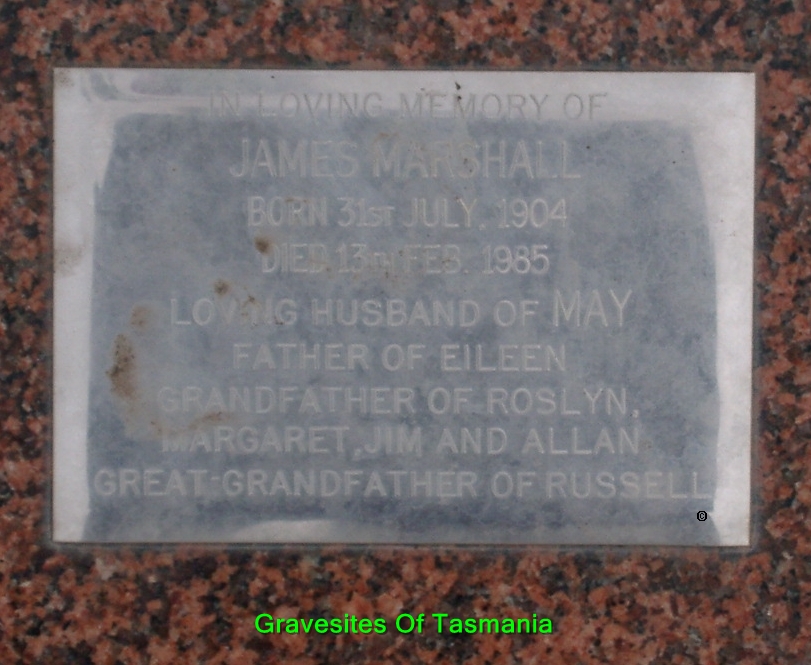 IN LOVING MEMORY OF
JAMES MARSHALL
BORN 31ST JULY, 1904
DIED 13TH FEB. 1985
LOVING HUSBAND OF MAY
FATHER OF EILEEN
GRANDFATHER OF ROSLYN,
MARGARET, JIM AND ALLAN
GREAT-GRANDFATHER OF RUSSELL
©
Gravesites Of Tasmania